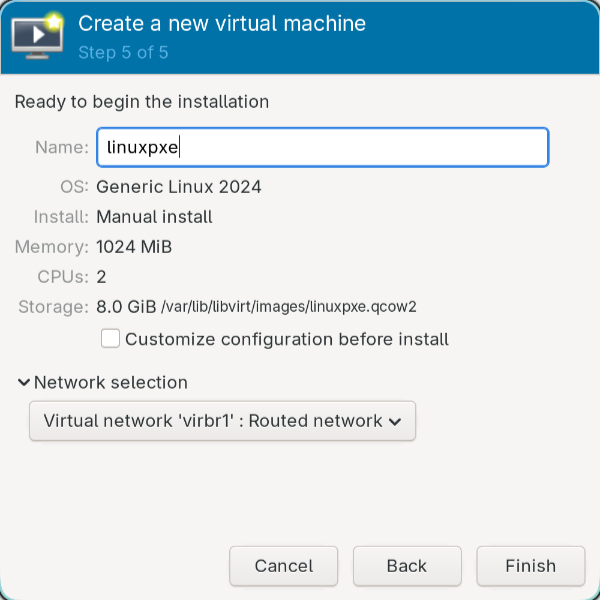 Create a new virtual machine
Step 5 of 5
Ready to begin the installation
Name: linuxpxe
OS: Generic Linux 2024
Install: Manual install
Memory: 1024 MiB
CPUs: 2
Storage: 8.0 GiB /var/lib/libvirt/images/linuxpxe.qcow2
Customize configuration before install
Network selection
Virtual network 'virbr1' : Routed network
Cancel Back Finish